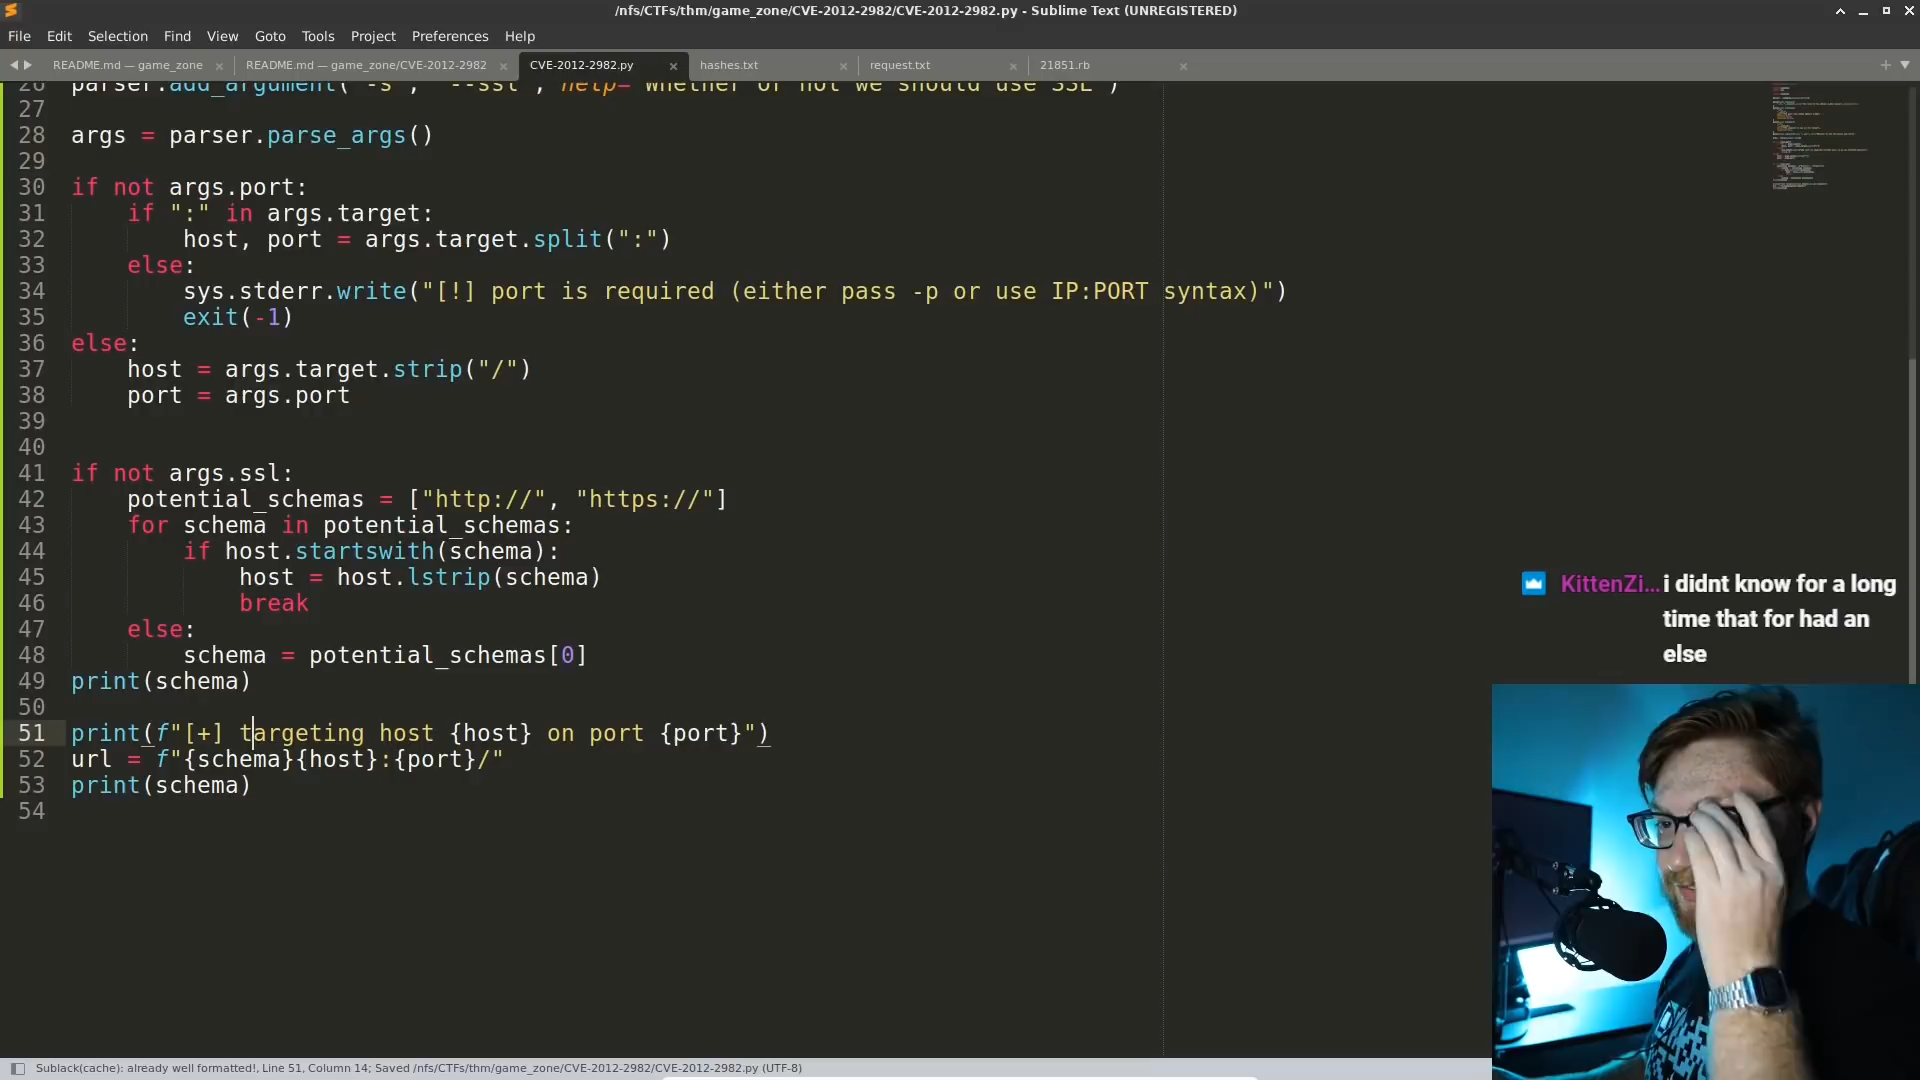 /nfs/CTFs/thm/game_zone/CVE-2012-2982/CVE-2012-2982.py - Sublime Text (UNREGISTERED)
File Edit Selection Find View Goto Tools Project Preferences Help
README.md — game_zone README.md — game_zone/CVE-2012-2982 CVE-2012-2982.py hashes.txt request.txt 21851.rb
26 parser.add_argument("-s", "--ssl", help="Whether or not we should use SSL")
27
28 args = parser.parse_args()
29
30 if not args.port:
31 if ":" in args.target:
32 host, port = args.target.split(":")
33 else:
34 sys.stderr.write("[!] port is required (either pass -p or use IP:PORT syntax)")
35 exit(-1)
36 else:
37 host = args.target.strip("/")
38 port = args.port
39
40
41 if not args.ssl:
42 potential_schemas = ["http://", "https://"]
43 for schema in potential_schemas:
44 if host.startswith(schema):
45 host = host.lstrip(schema)
46 break
47 else:
48 schema = potential_schemas[0]
49 print(schema)
50
51 print(f"[+] targeting host {host} on port {port}")
52 url = f"{schema}{host}:{port}/"
53 print(schema)
54
KittenZi... i didnt know for a long
time that for had an
else
Sublack(cache): already well formatted!, Line 51, Column 14; Saved /nfs/CTFs/thm/game_zone/CVE-2012-2982/CVE-2012-2982.py (UTF-8)